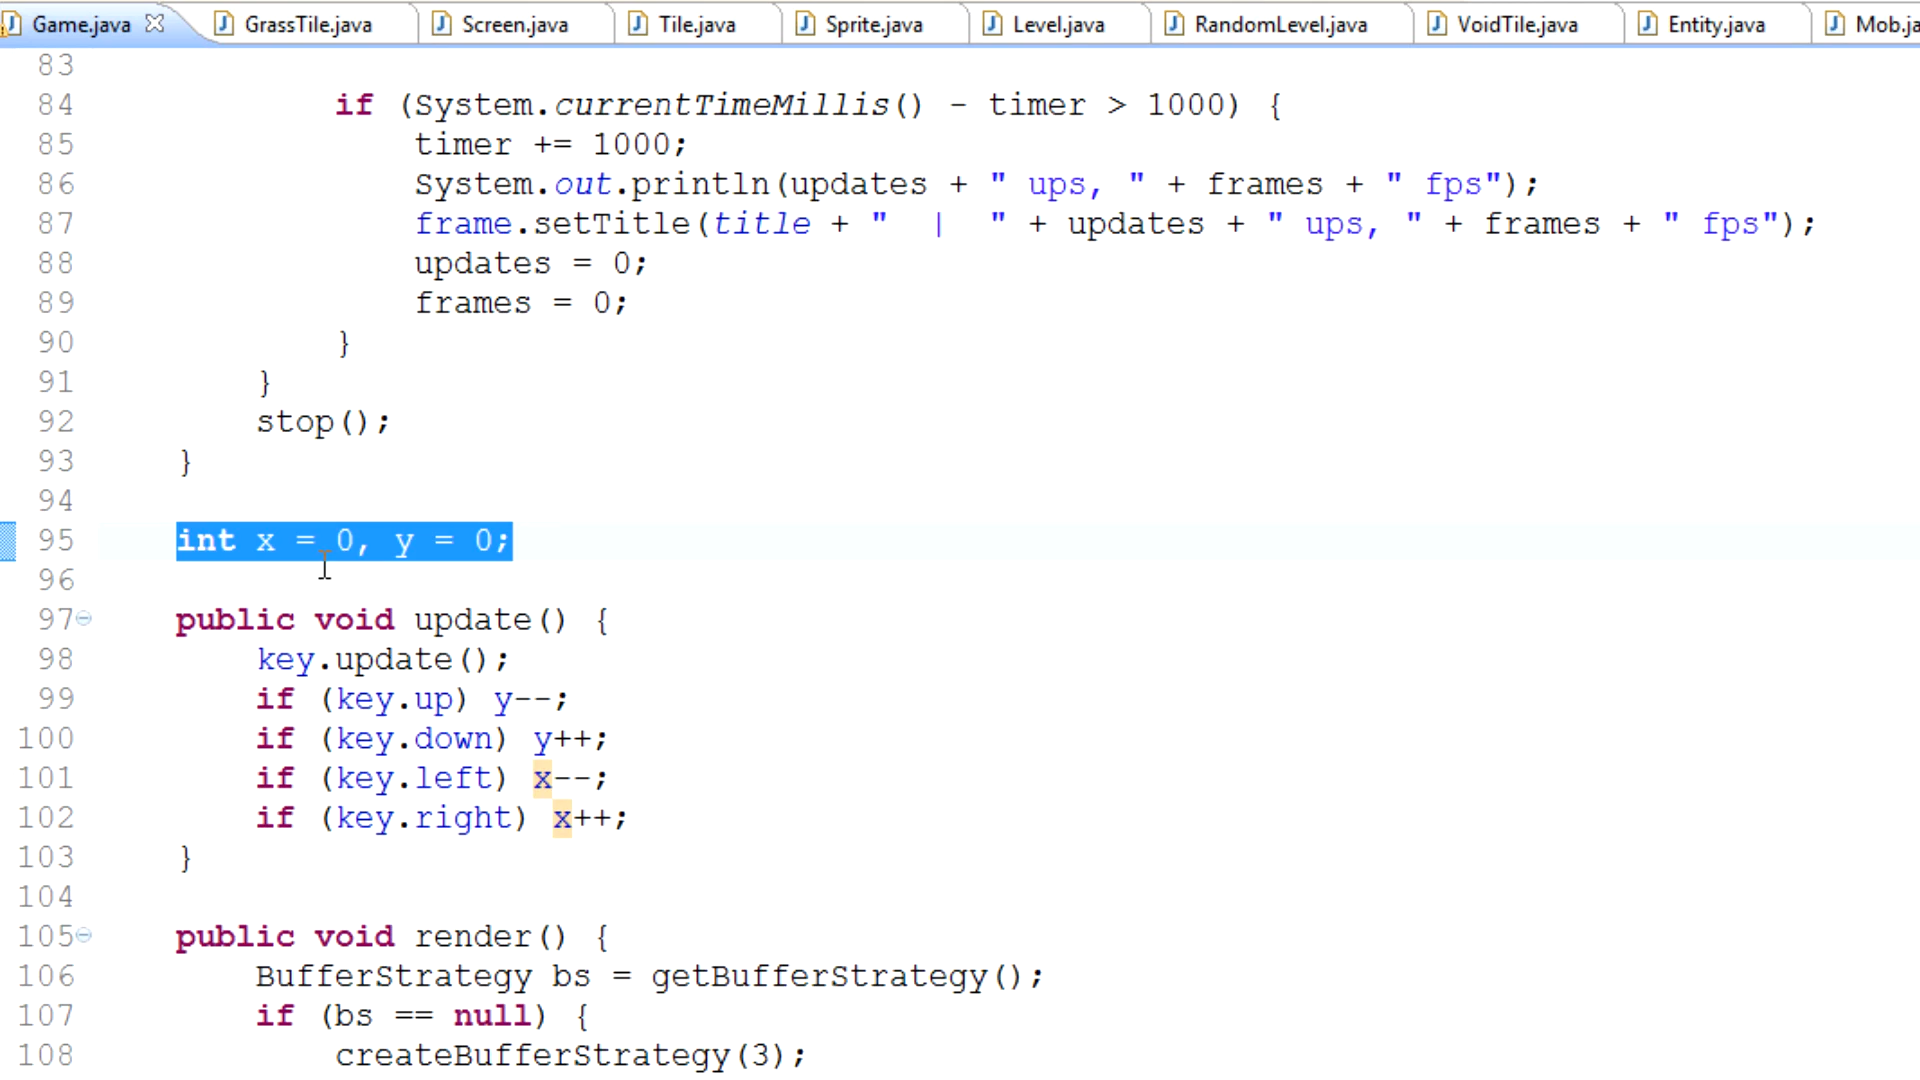 Game.java GrassTile.java Screen.java Tile.java Sprite.java Level.java RandomLevel.java VoidTile.java Entity.java
83
84 if (System.currentTimeMillis() - timer > 1000) {
85 timer += 1000;
86 System.out.println(updates + " ups, " + frames + " fps");
87 frame.setTitle(title + "  |  " + updates + " ups, " + frames + " fps");
88 updates = 0;
89 frames = 0;
90 }
91 }
92 stop();
93 }
94
95 int x = 0, y = 0;
96
97 public void update() {
98 key.update();
99 if (key.up) y--;
100 if (key.down) y++;
101 if (key.left) x--;
102 if (key.right) x++;
103 }
104
105 public void render() {
106 BufferStrategy bs = getBufferStrategy();
107 if (bs == null) {
108 createBufferStrategy(3);